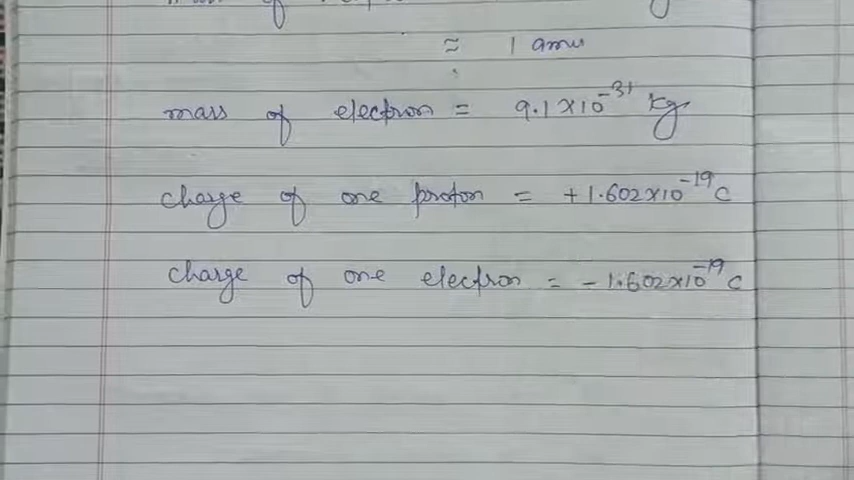 ≈ 1 amu
mass of electron = 9.1×10⁻³¹ kg
charge of one proton = +1.602×10⁻¹⁹ C
charge of one electron = -1.602×10⁻¹⁹ C